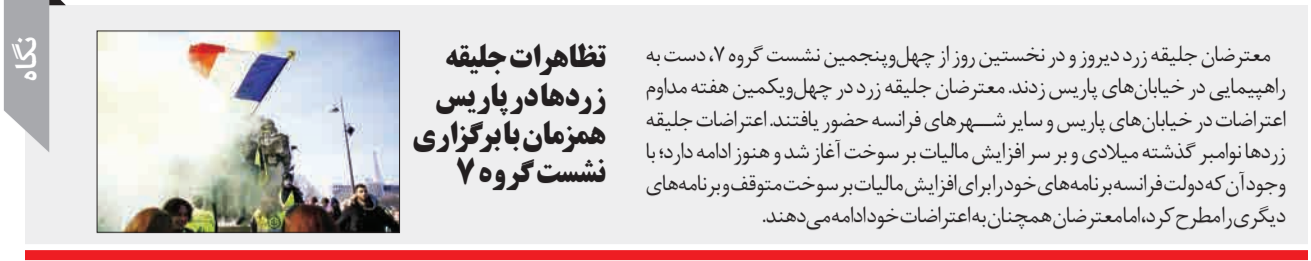 نگاه
تظاهرات جلیقه
زردها در پاریس
همزمان با برگزاری
نشست گروه ۷
معترضان جلیقه زرد دیروز و در نخستین روز از چهل‌وپنجمین نشست گروه ۷، دست به
راهپیمایی در خیابان‌های پاریس زدند. معترضان جلیقه زرد در چهل‌ویکمین هفته مداوم
اعتراضات در خیابان‌های پاریس و سایر شهرهای فرانسه حضور یافتند. اعتراضات جلیقه
زردها نوامبر گذشته میلادی و بر سر افزایش مالیات بر سوخت آغاز شد و هنوز ادامه دارد؛ با
وجود آن که دولت فرانسه برنامه‌های خود را برای افزایش مالیات بر سوخت متوقف و برنامه‌های
دیگری را مطرح کرد، اما معترضان همچنان به اعتراضات خود ادامه می‌دهند.